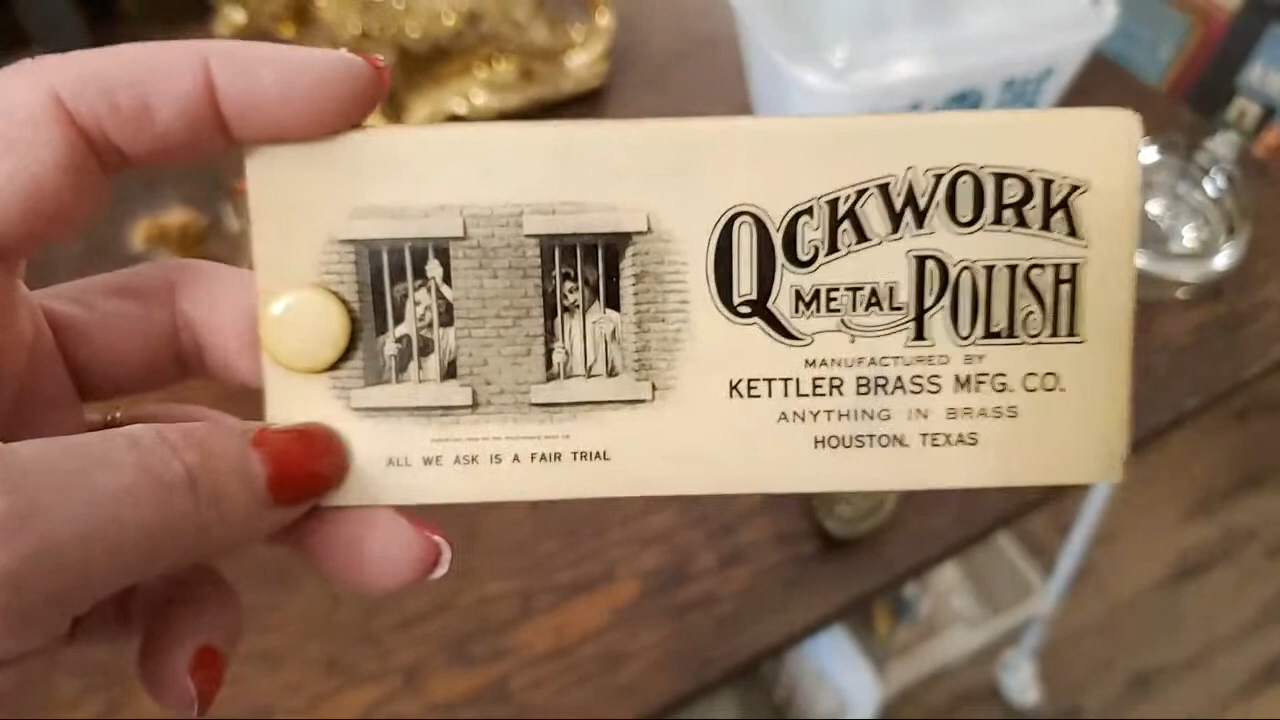 QCKWORK
METAL POLISH
MANUFACTURED BY
KETTLER BRASS MFG. CO.
ANYTHING IN BRASS
HOUSTON, TEXAS
ALL WE ASK IS A FAIR TRIAL